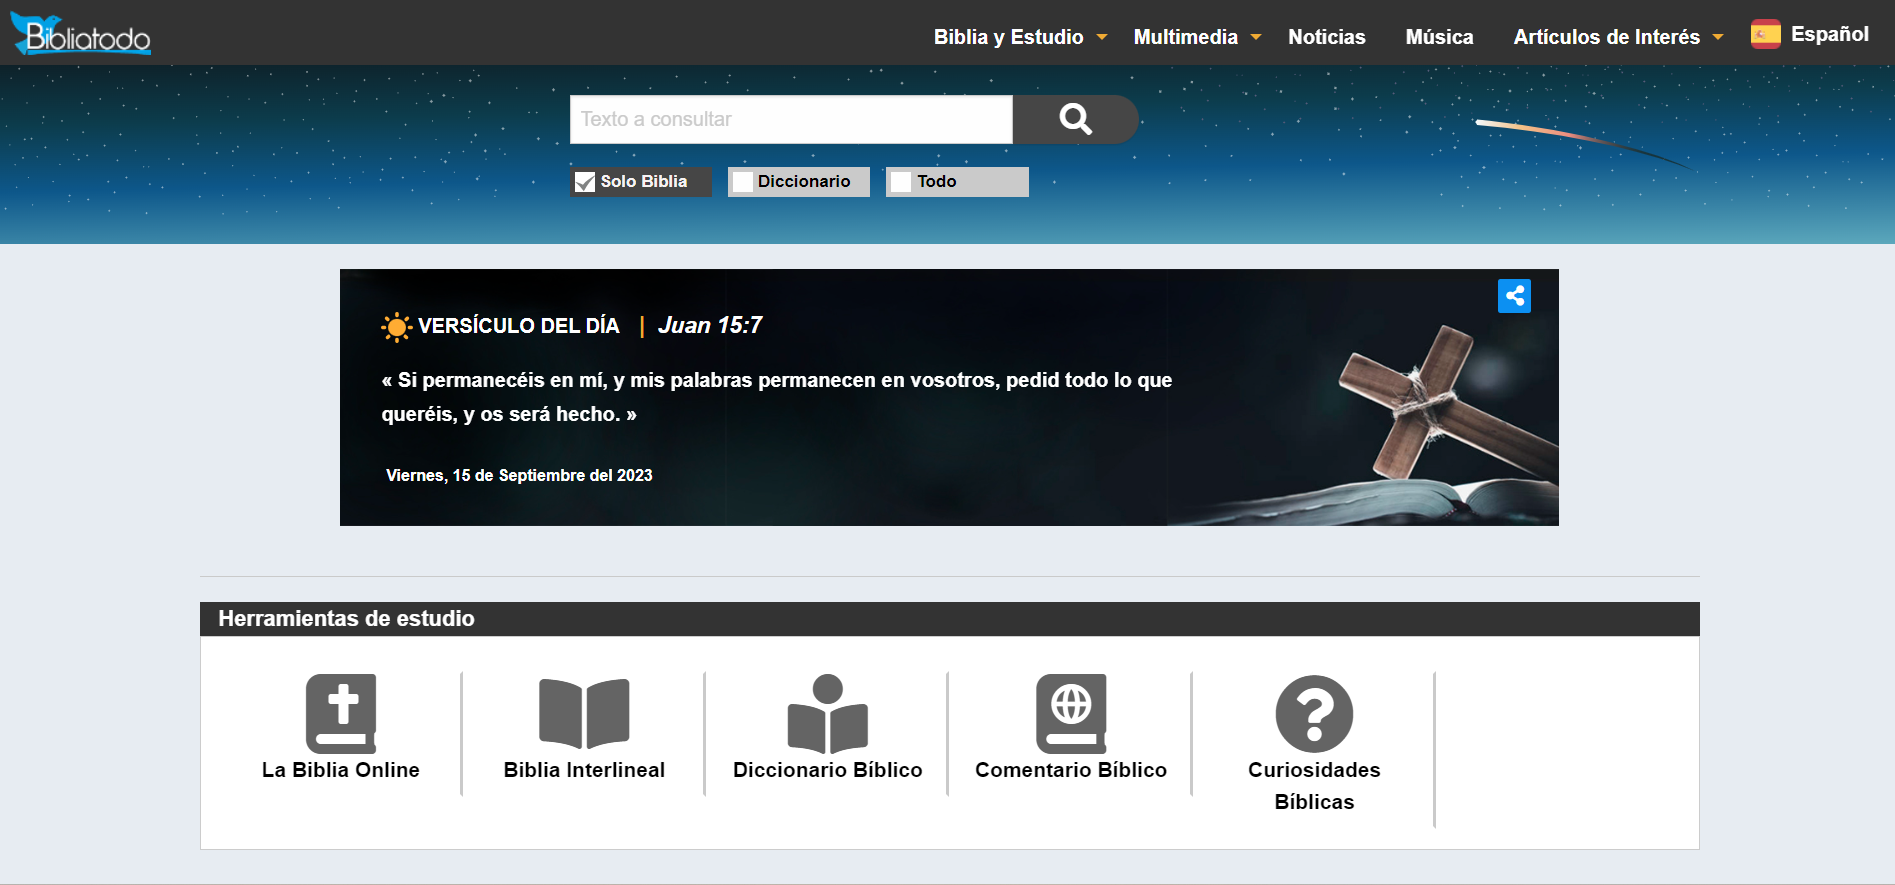 Bibliatodo
Biblia y Estudio
Multimedia
Noticias
Música
Artículos de Interés
Español
Texto a consultar
Solo Biblia
Diccionario
Todo
VERSÍCULO DEL DÍA | Juan 15:7
« Si permanecéis en mí, y mis palabras permanecen en vosotros, pedid todo lo que
queréis, y os será hecho. »
Viernes, 15 de Septiembre del 2023
Herramientas de estudio
La Biblia Online
Biblia Interlineal
Diccionario Bíblico
Comentario Bíblico
Curiosidades
Bíblicas